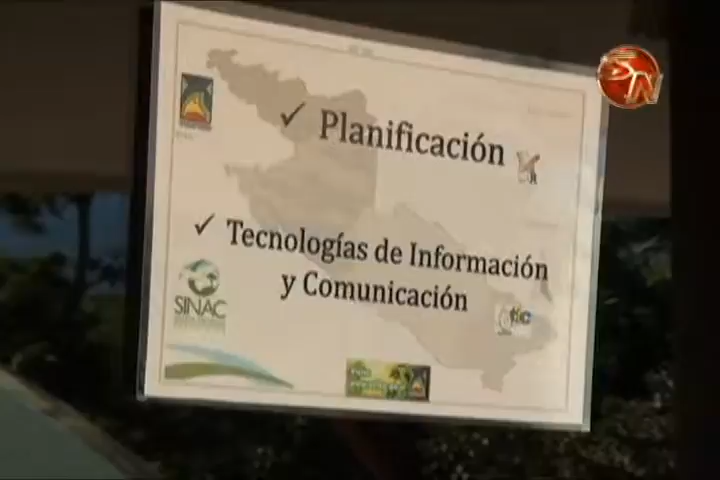 ✓ Planificación
✓ Tecnologías de Información
y Comunicación
SINAC
tic